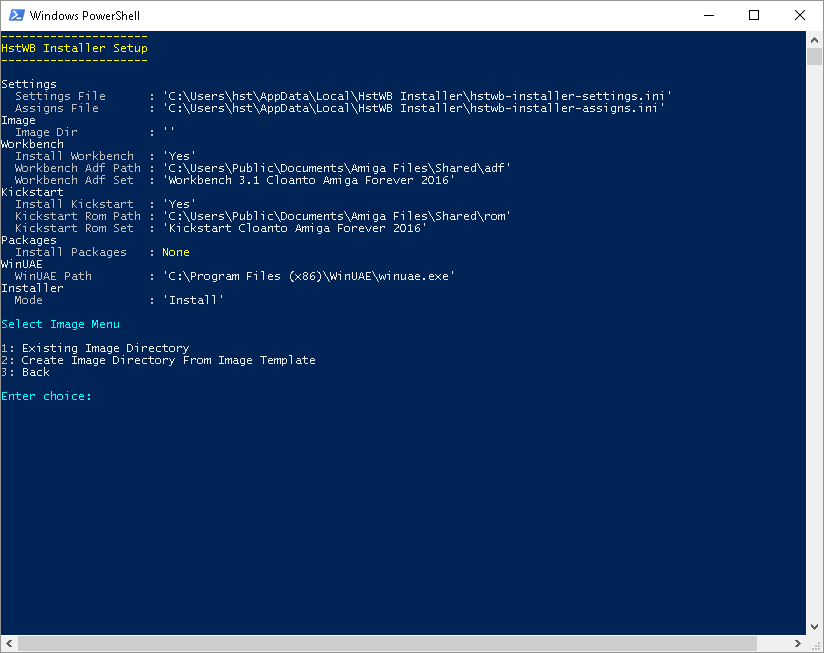 Windows PowerShell
---------------------
HstWB Installer Setup
---------------------
Settings
  Settings File      : 'C:\Users\hst\AppData\Local\HstWB Installer\hstwb-installer-settings.ini'
  Assigns File       : 'C:\Users\hst\AppData\Local\HstWB Installer\hstwb-installer-assigns.ini'
Image
  Image Dir          : ''
Workbench
  Install Workbench  : 'Yes'
  Workbench Adf Path : 'C:\Users\Public\Documents\Amiga Files\Shared\adf'
  Workbench Adf Set  : 'Workbench 3.1 Cloanto Amiga Forever 2016'
Kickstart
  Install Kickstart  : 'Yes'
  Kickstart Rom Path : 'C:\Users\Public\Documents\Amiga Files\Shared\rom'
  Kickstart Rom Set  : 'Kickstart Cloanto Amiga Forever 2016'
Packages
  Install Packages   : None
WinUAE
  WinUAE Path        : 'C:\Program Files (x86)\WinUAE\winuae.exe'
Installer
  Mode               : 'Install'
Select Image Menu
1: Existing Image Directory
2: Create Image Directory From Image Template
3: Back
Enter choice: